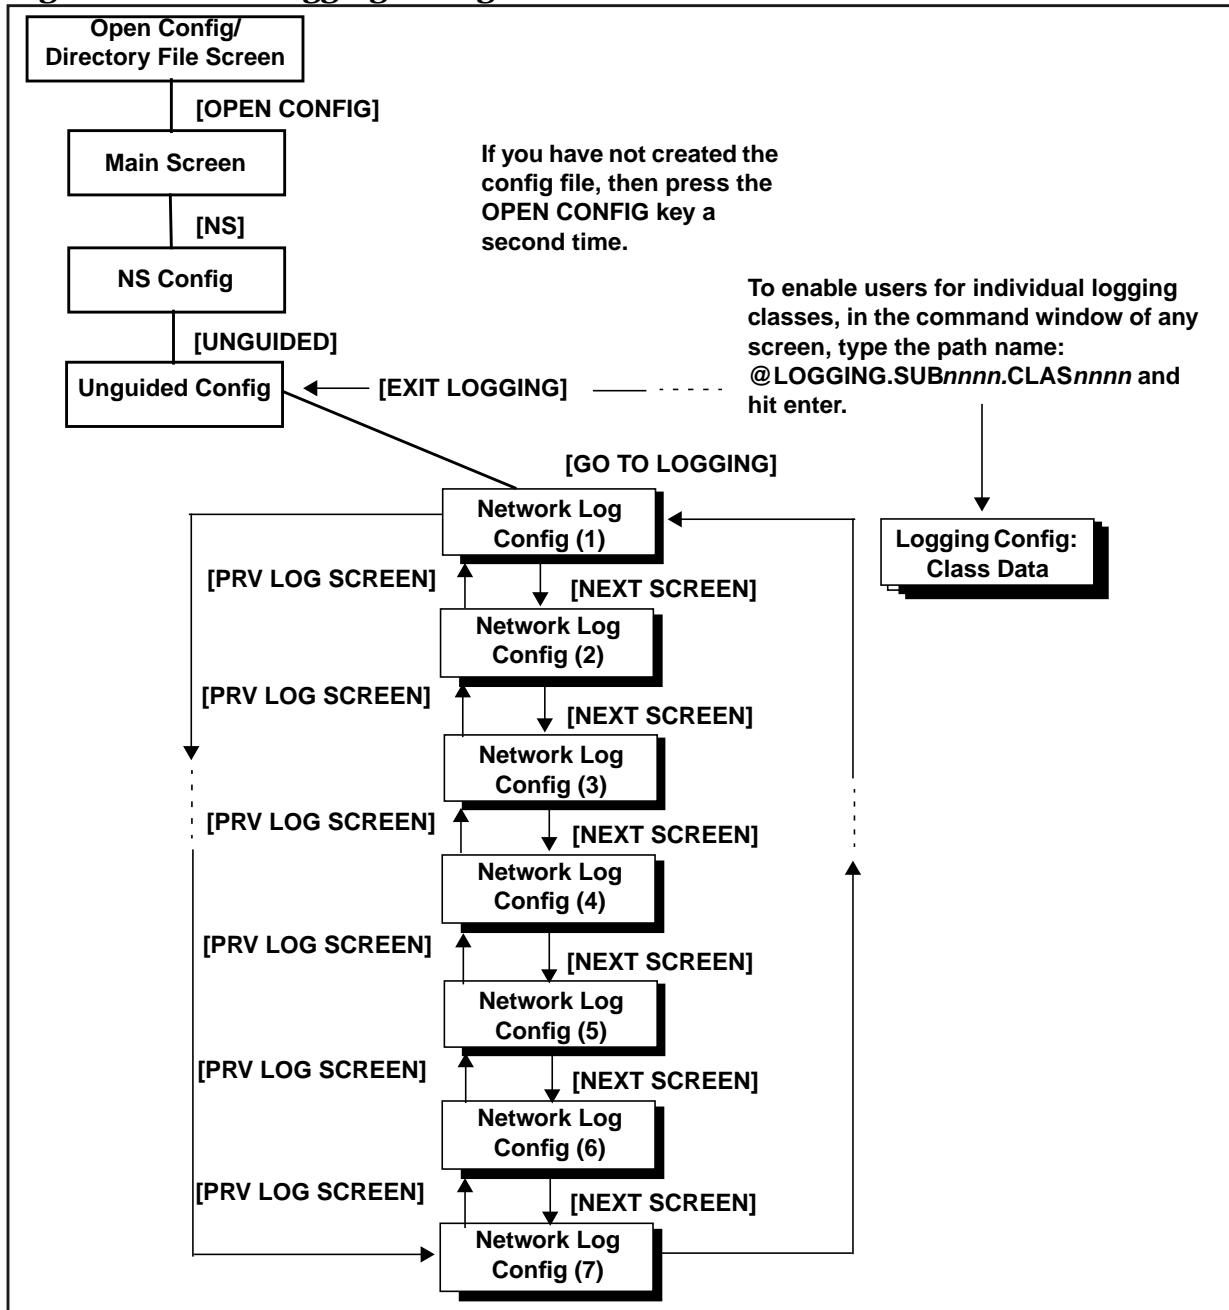 Open Config/
Directory File Screen
[OPEN CONFIG]
Main Screen
If you have not created the
config file, then press the
OPEN CONFIG key a
second time.
[NS]
NS Config
To enable users for individual logging
classes, in the command window of any
screen, type the path name:
@LOGGING.SUBnnnn.CLASnnnn and
hit enter.
[UNGUIDED]
Unguided Config
[EXIT LOGGING]
[GO TO LOGGING]
Network Log
Config (1)
Logging Config:
Class Data
[PRV LOG SCREEN]
[NEXT SCREEN]
Network Log
Config (2)
[PRV LOG SCREEN]
[NEXT SCREEN]
Network Log
Config (3)
[PRV LOG SCREEN]
[NEXT SCREEN]
Network Log
Config (4)
[PRV LOG SCREEN]
[NEXT SCREEN]
Network Log
Config (5)
[PRV LOG SCREEN]
[NEXT SCREEN]
Network Log
Config (6)
[PRV LOG SCREEN]
[NEXT SCREEN]
Network Log
Config (7)